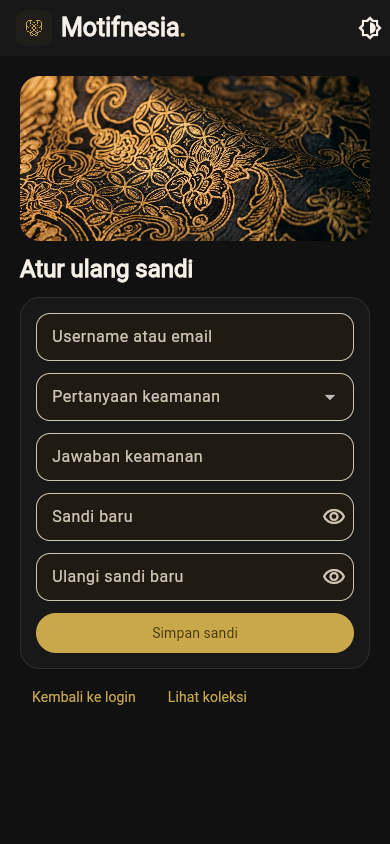 Motifnesia.
Atur ulang sandi
Username atau email
Pertanyaan keamanan
Jawaban keamanan
Sandi baru
Ulangi sandi baru
Simpan sandi
Kembali ke login Lihat koleksi